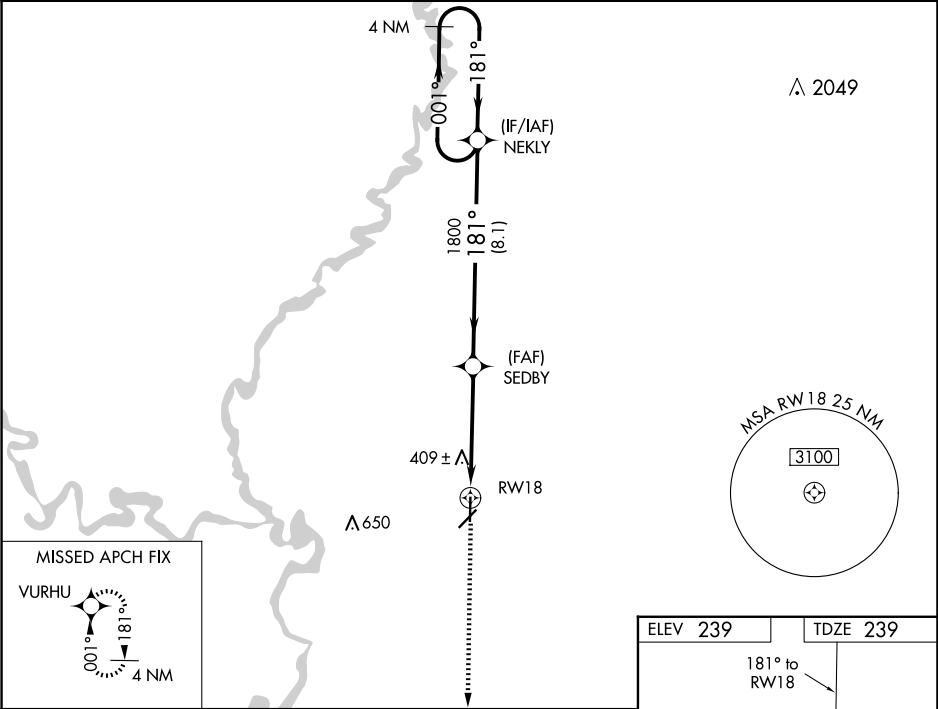 4 NM
181°
001°
2049
(IF/IAF)
NEKLY
1800
181°
(8.1)
(FAF)
SEDBY
MSA RW18 25 NM
3100
409 ±
RW18
650
MISSED APCH FIX
VURHU
181°
001°
4 NM
ELEV 239
TDZE 239
181° to
RW18